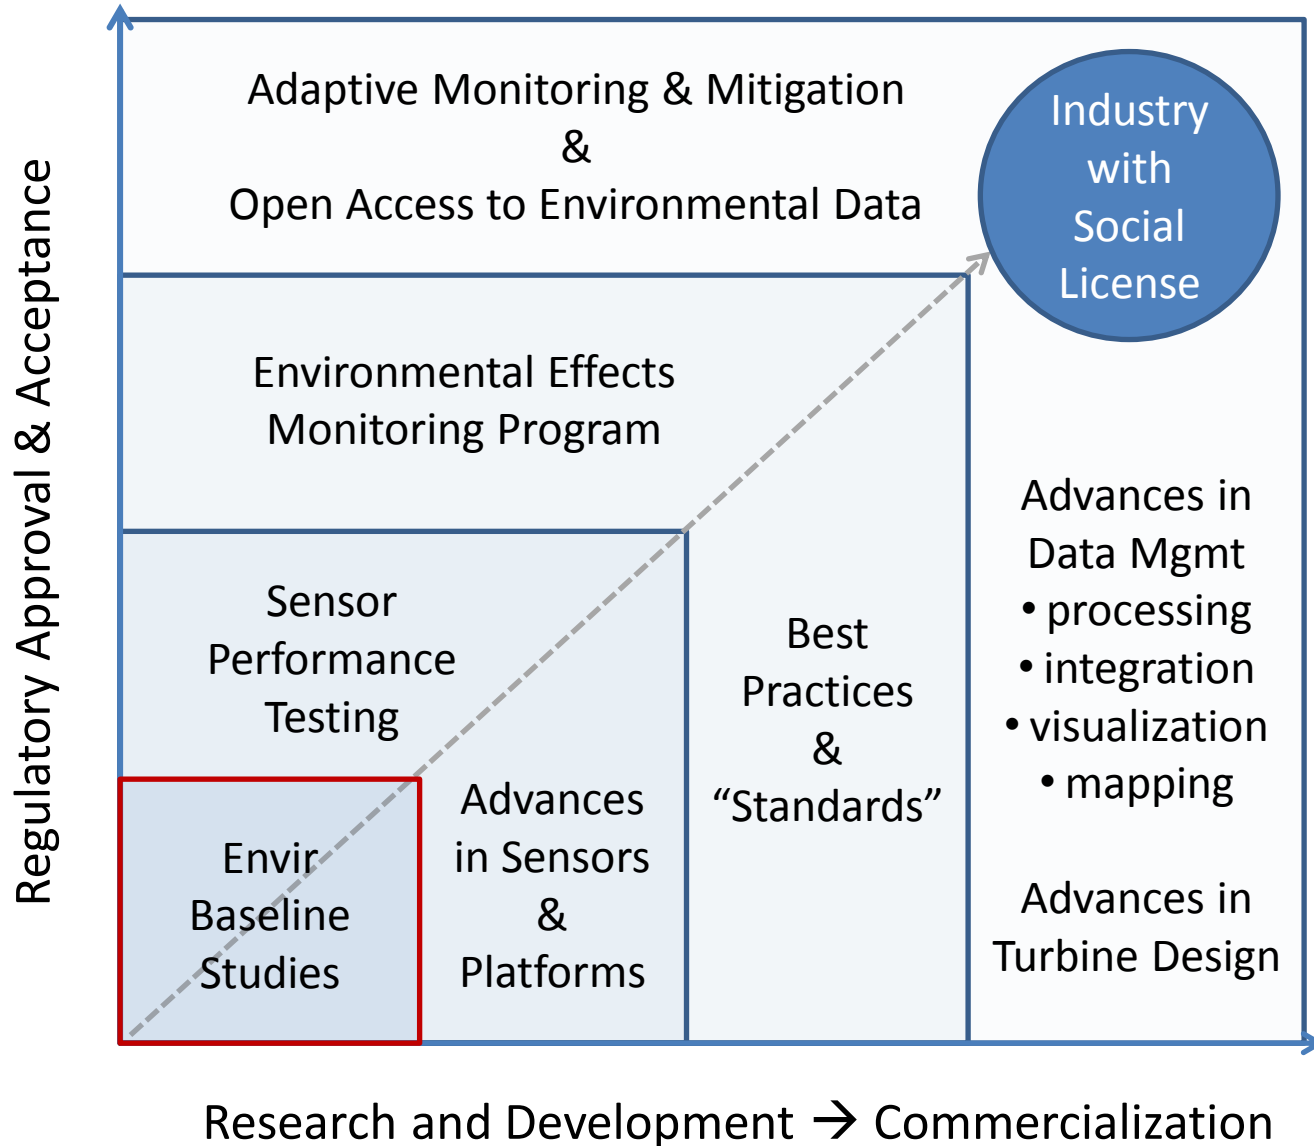 Regulatory Approval & Acceptance
Adaptive Monitoring & Mitigation
&
Open Access to Environmental Data
Industry
with
Social
License
Environmental Effects
Monitoring Program
Sensor
Performance
Testing
Envir
Baseline
Studies
Advances
in Sensors
&
Platforms
Best
Practices
&
“Standards”
Advances in
Data Mgmt
• processing
• integration
• visualization
• mapping
Advances in
Turbine Design
Research and Development → Commercialization